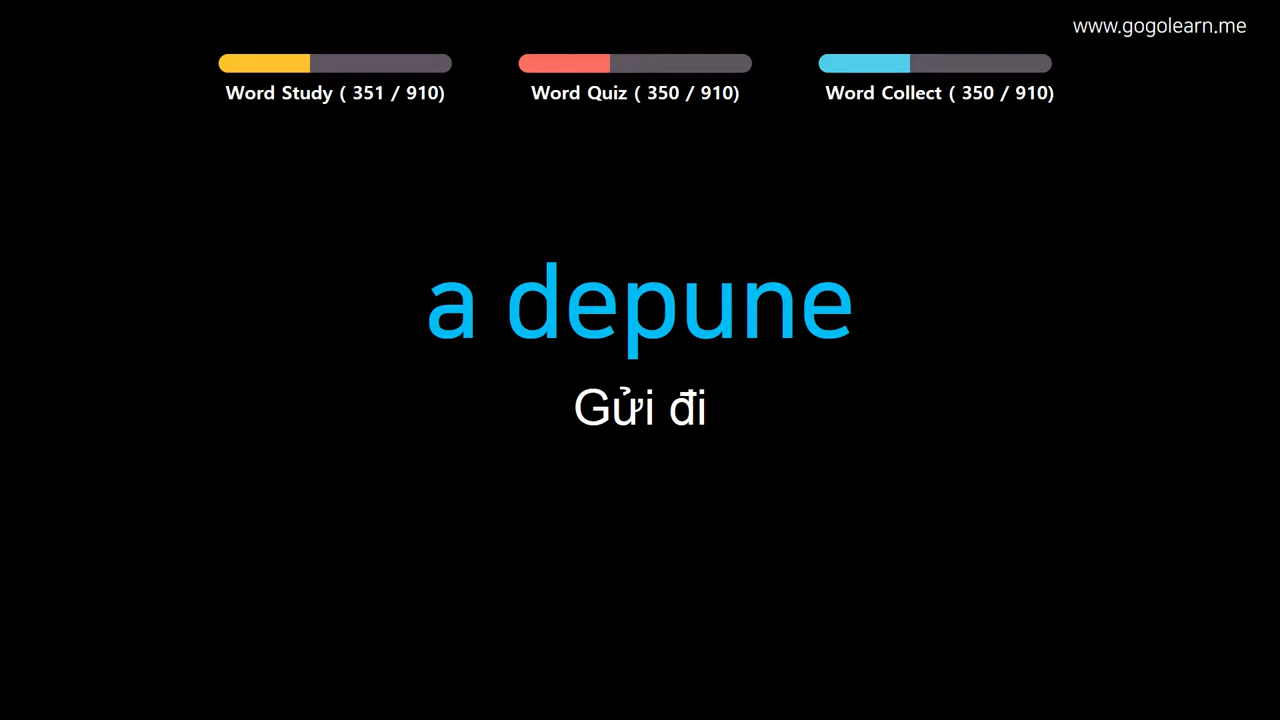 www.gogolearn.me
Word Study ( 351 / 910)
Word Quiz ( 350 / 910)
Word Collect ( 350 / 910)
a depune
Gửi đi